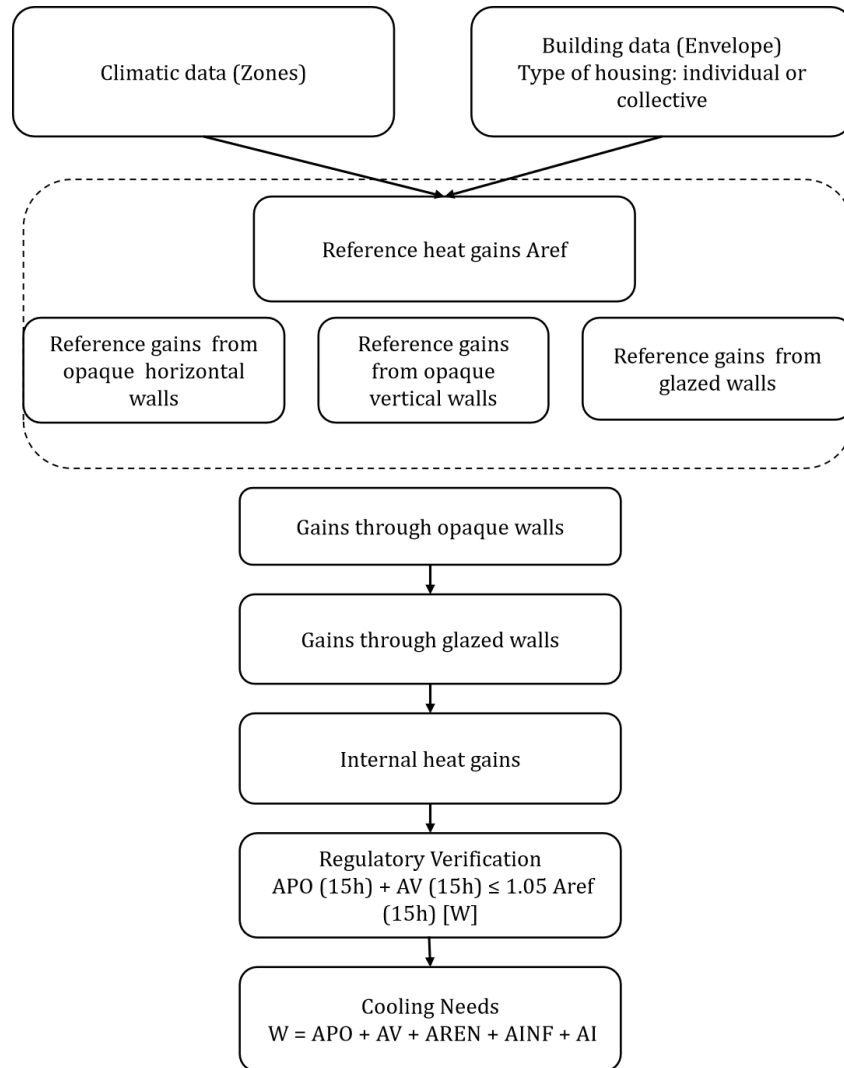 Climatic data (Zones)
Building data (Envelope)
Type of housing: individual or
collective
Reference heat gains Aref
Reference gains from
opaque horizontal
walls
Reference gains
from opaque
vertical walls
Reference gains from
glazed walls
Gains through opaque walls
Gains through glazed walls
Internal heat gains
Regulatory Verification
APO (15h) + AV (15h) ≤ 1.05 Aref
(15h) [W]
Cooling Needs
W = APO + AV + AREN + AINF + AI